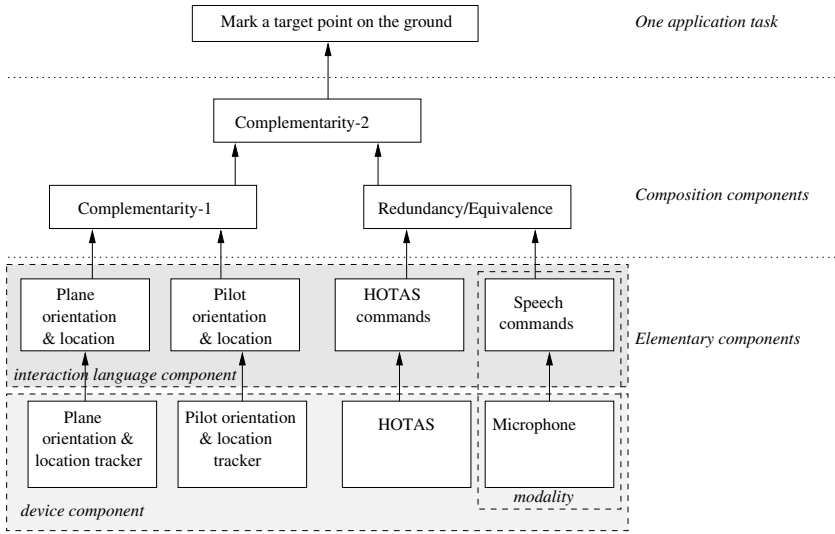 Mark a target point on the ground
One application task
Complementarity-2
Complementarity-1
Redundancy/Equivalence
Composition components
Plane
orientation
& location
Pilot
orientation
& location
HOTAS
commands
Speech
commands
Elementary components
interaction language component
Plane
orientation &
location tracker
Pilot orientation
& location
tracker
HOTAS
Microphone
modality
device component